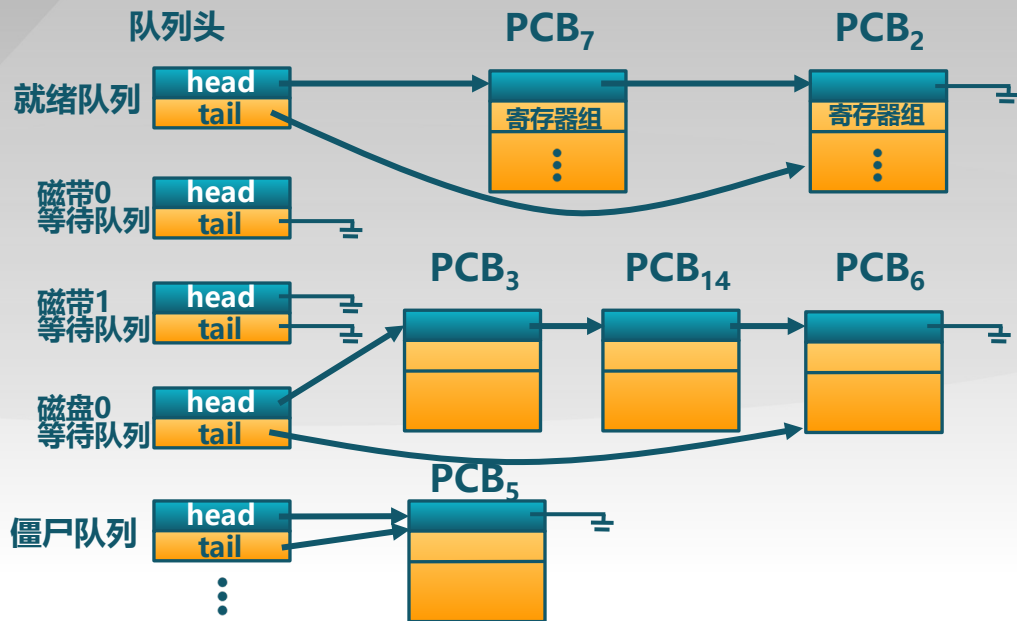 队列头
PCB7
PCB2
就绪队列
head
tail
寄存器组
寄存器组
磁带0
等待队列
head
tail
磁带1
等待队列
head
tail
PCB3
PCB14
PCB6
磁盘0
等待队列
head
tail
PCB5
僵尸队列
head
tail